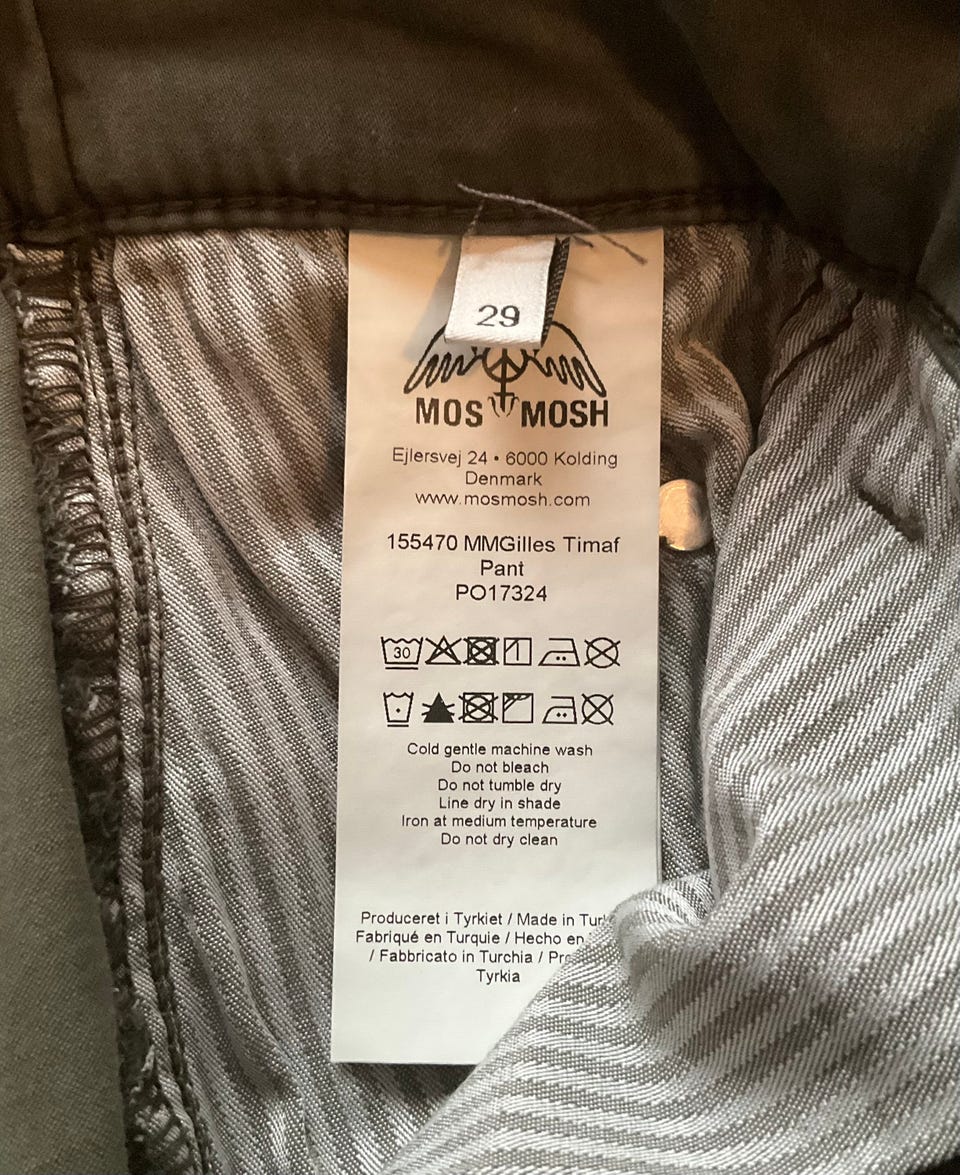 29
MOS MOSH
Ejlersvej 24 • 6000 Kolding
Denmark
www.mosmosh.com
155470 MMGilles Timaf
Pant
PO17324
30
Cold gentle machine wash
Do not bleach
Do not tumble dry
Line dry in shade
Iron at medium temperature
Do not dry clean
Produceret i Tyrkiet / Made in
Fabriqué en Turquie / Hecho en
/ Fabbricato in Turchia /
Tyrkia